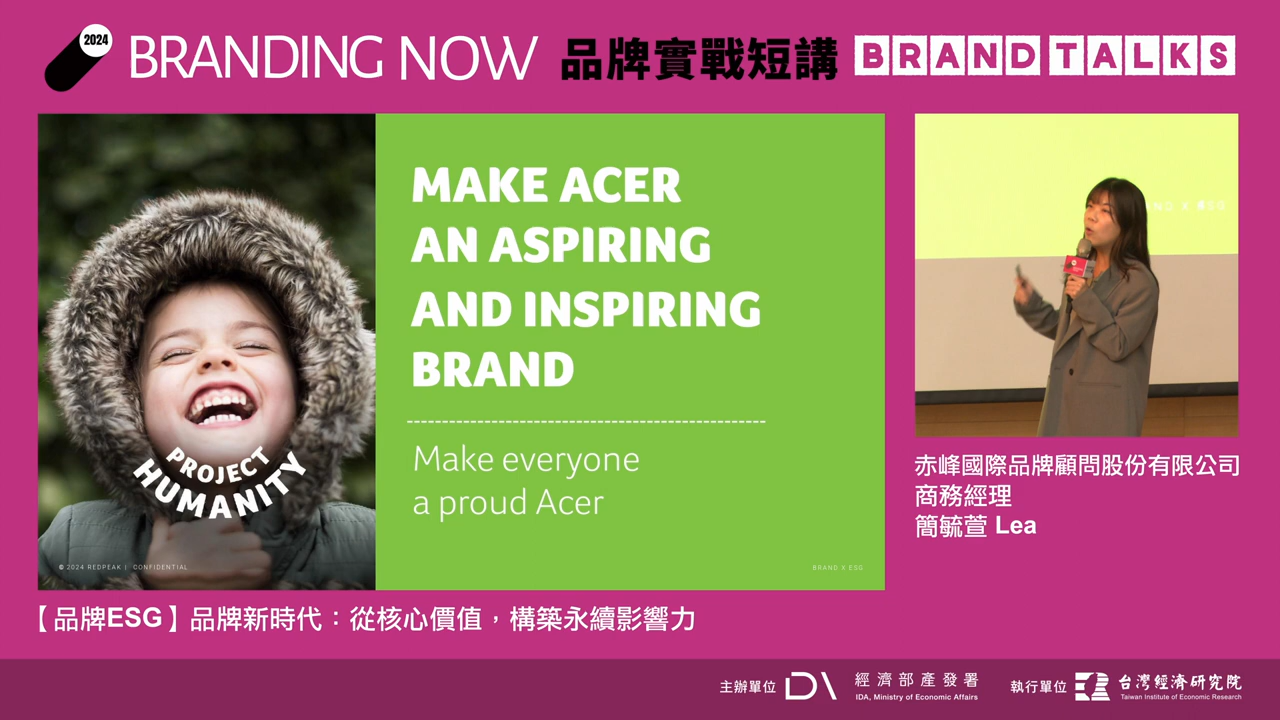 2024
BRANDING NOW 品牌實戰短講 BRAND TALKS
PROJECT
HUMANITY
© 2024 REDPEAK | CONFIDENTIAL
MAKE ACER
AN ASPIRING
AND INSPIRING
BRAND
Make everyone
a proud Acer
BRAND X ESG
赤峰國際品牌顧問股份有限公司
商務經理
簡毓萱 Lea
【品牌ESG】品牌新時代：從核心價值，構築永續影響力
主辦單位
經濟部產發署
IDA, Ministry of Economic Affairs
執行單位
台灣經濟研究院
Taiwan Institute of Economic Research